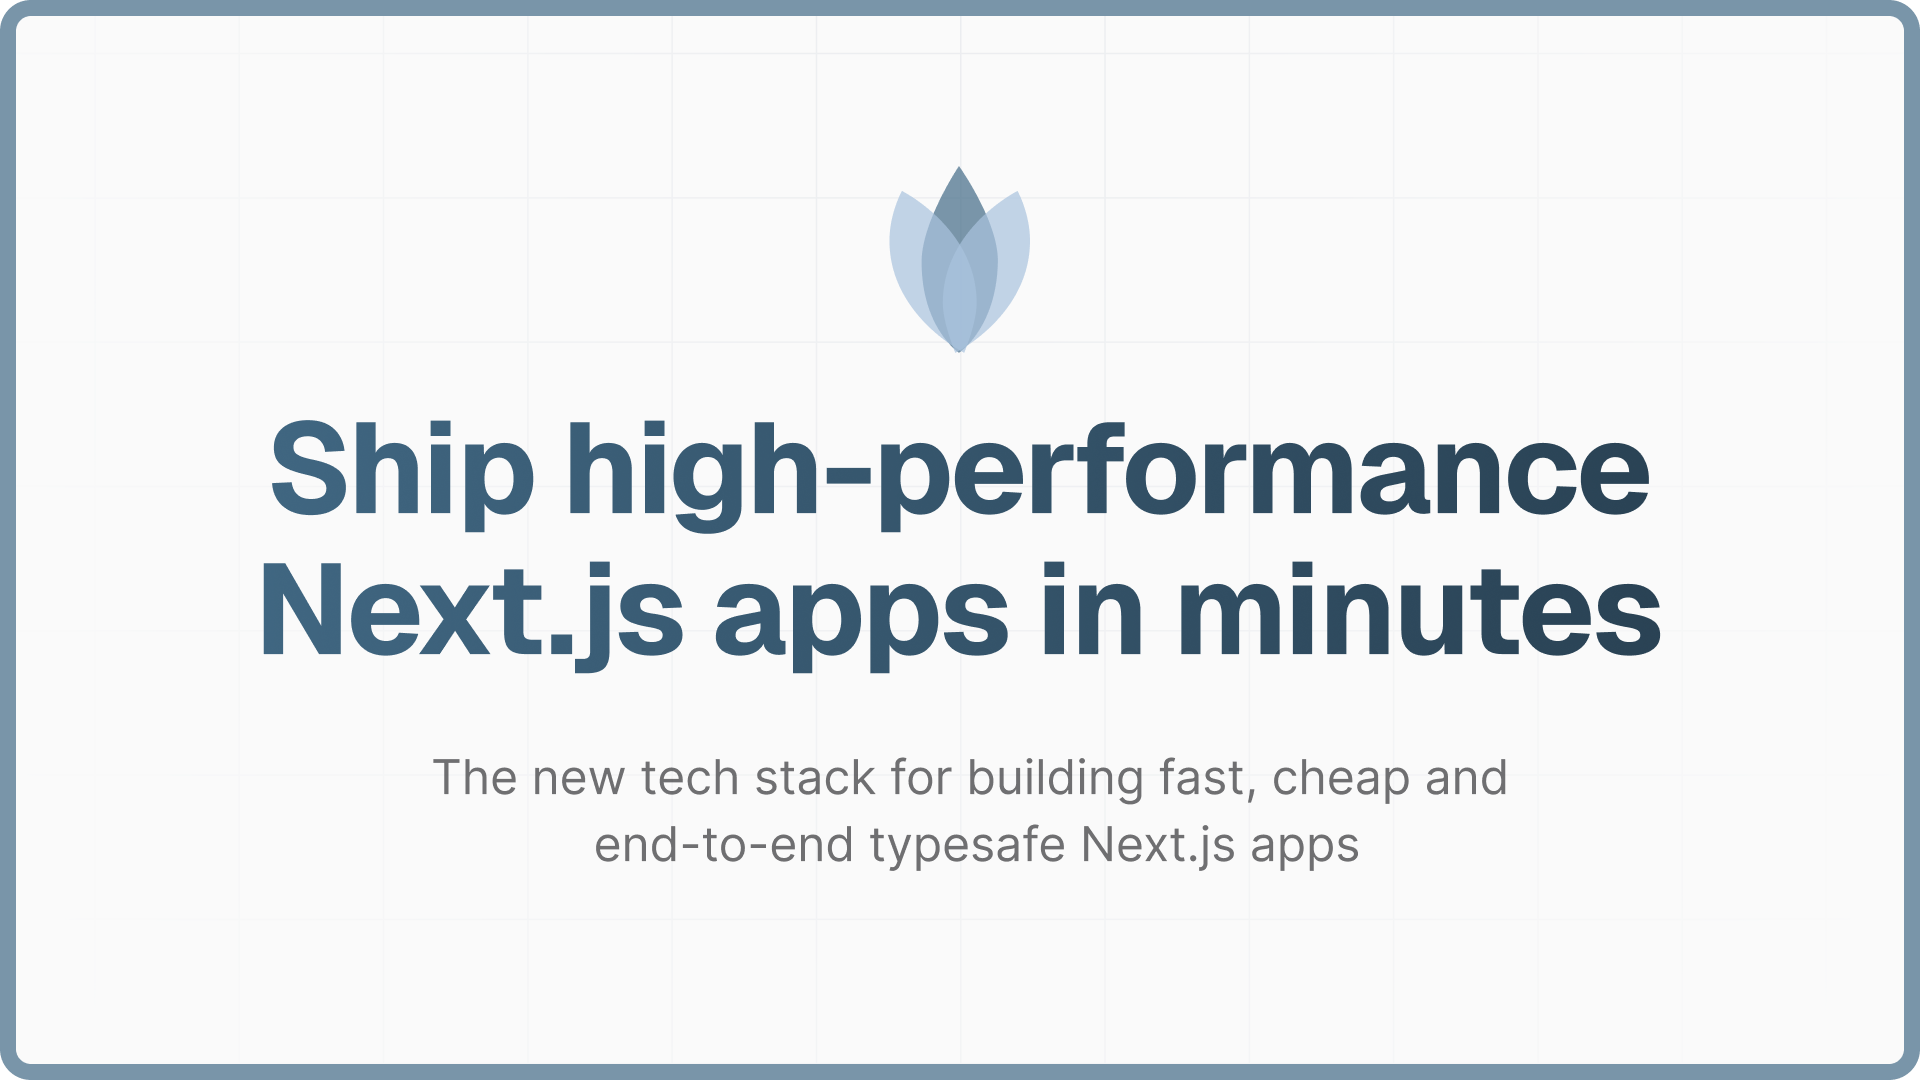 Ship high-performance
Next.js apps in minutes
The new tech stack for building fast, cheap and
end-to-end typesafe Next.js apps